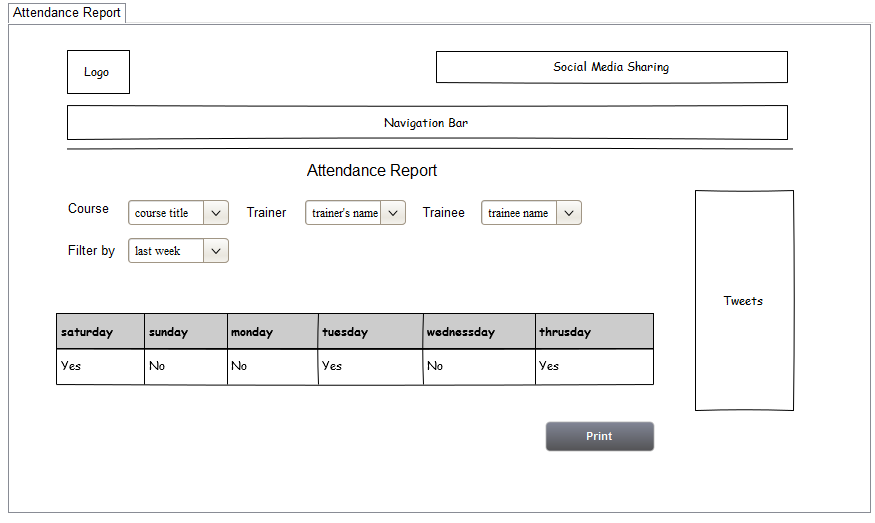 Attendance Report
Logo
Social Media Sharing
Navigation Bar
Attendance Report
Course course title Trainer trainer's name Trainee trainee name
Filter by last week
Tweets
saturday sunday monday tuesday wednessday thrusday
Yes No No Yes No Yes
Print